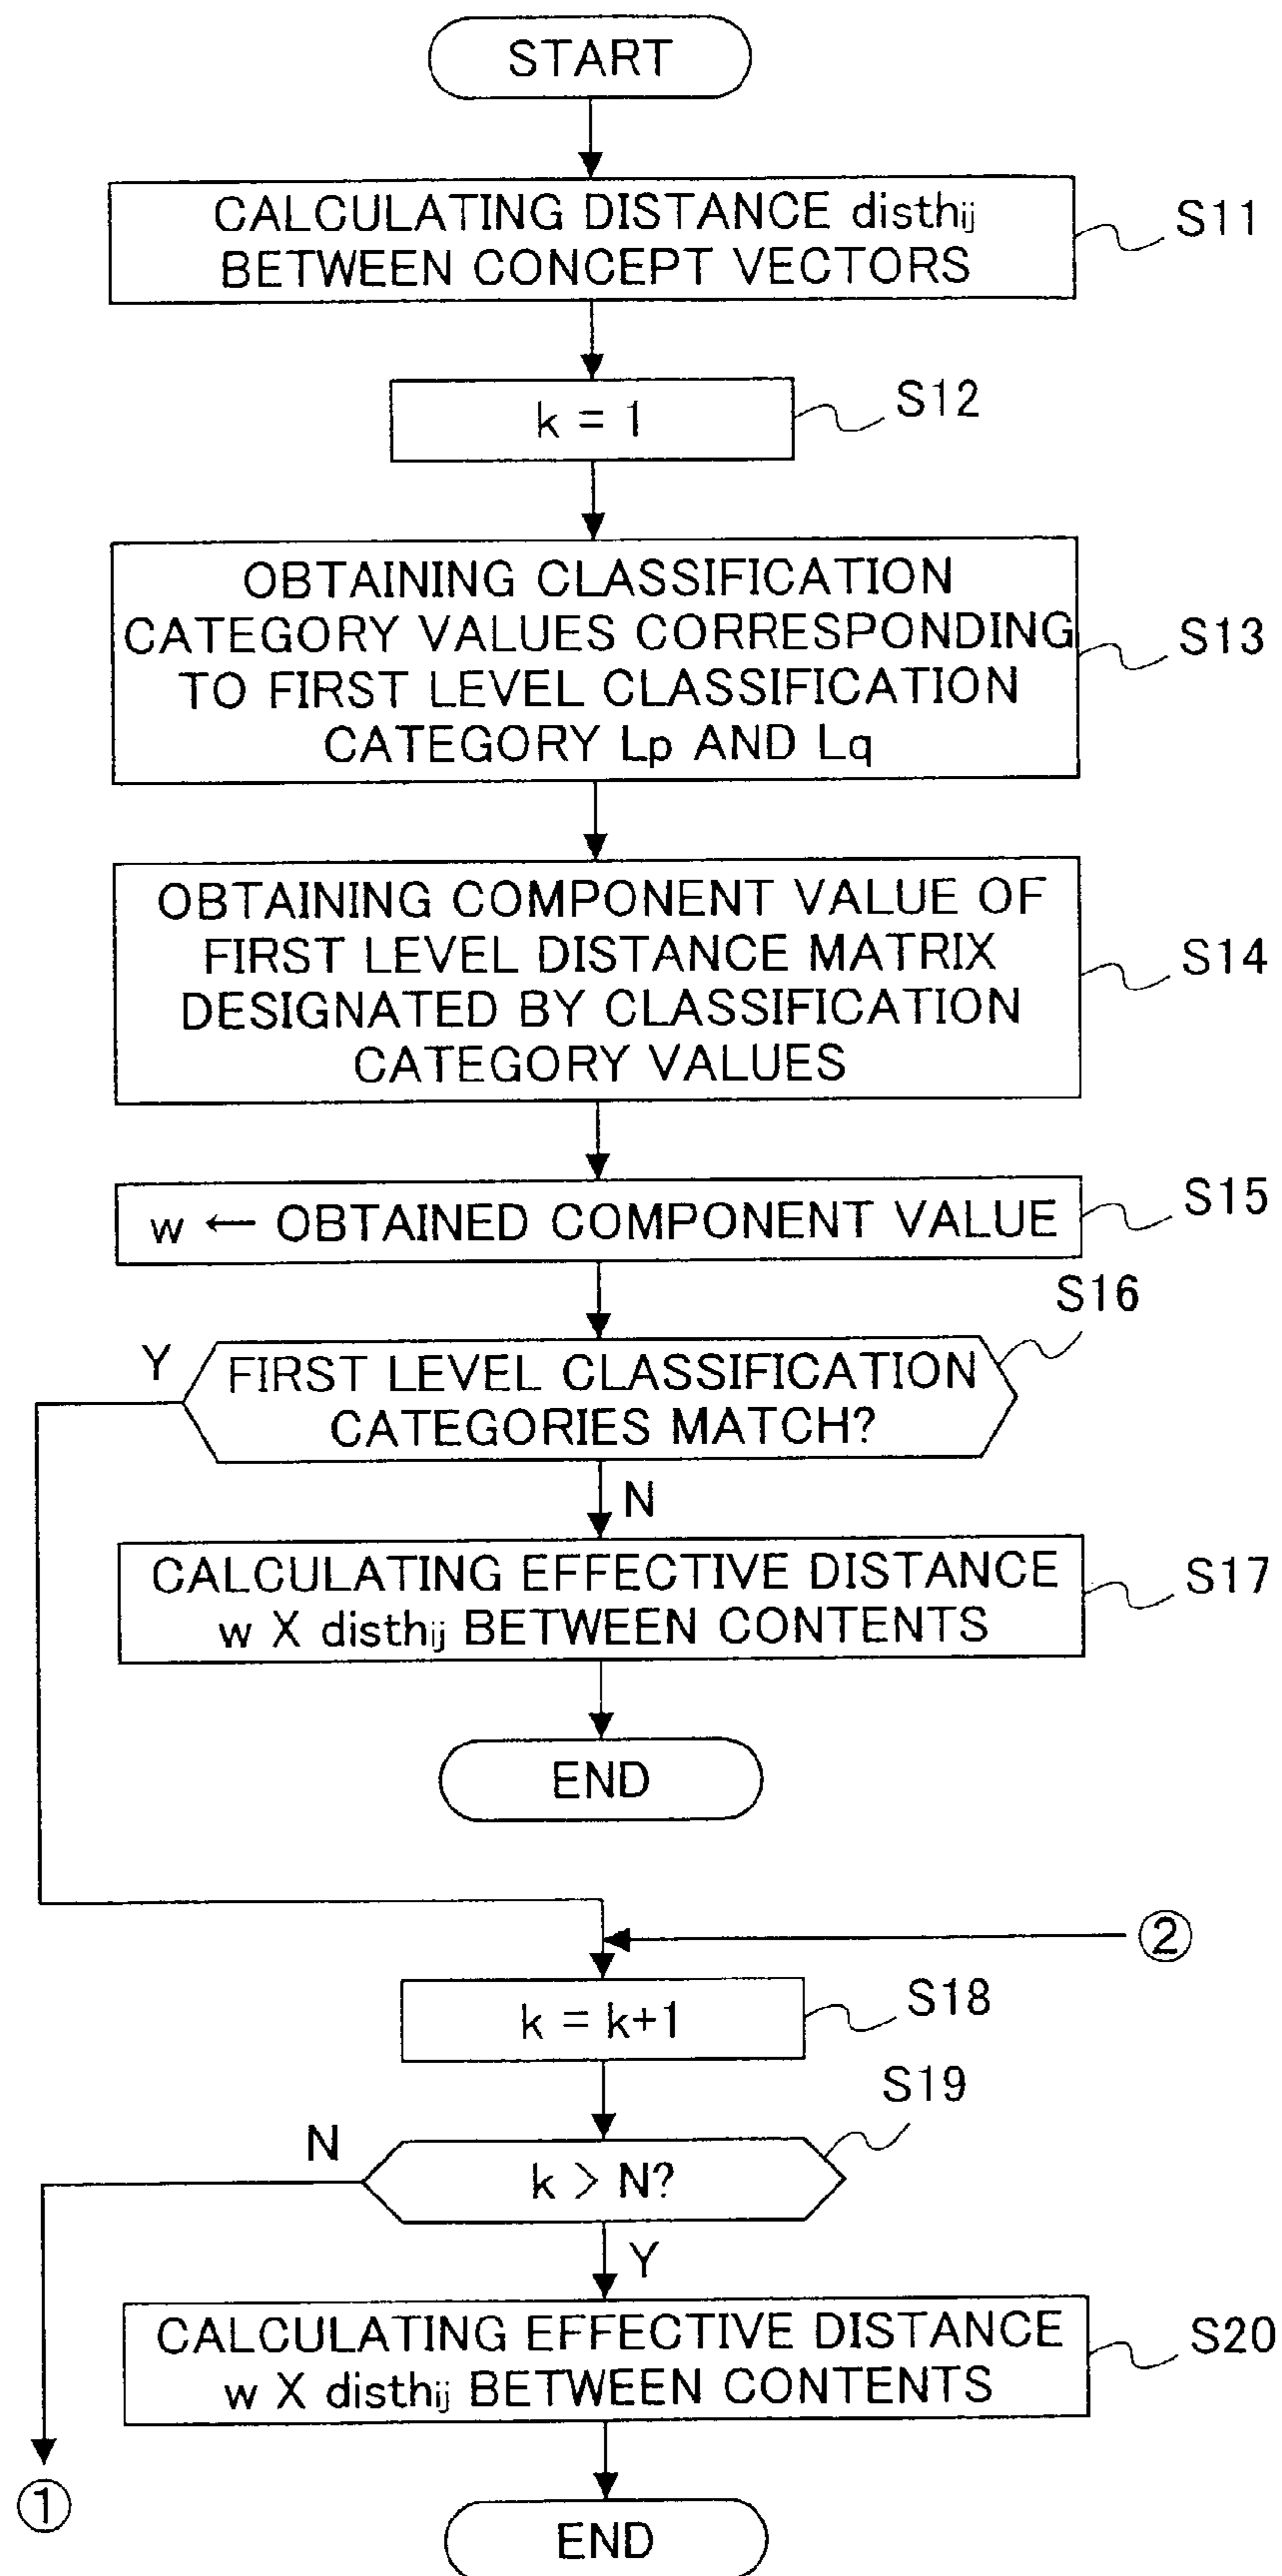 START
CALCULATING DISTANCE disthij
BETWEEN CONCEPT VECTORS
S11
k = 1
S12
OBTAINING CLASSIFICATION
CATEGORY VALUES CORRESPONDING
TO FIRST LEVEL CLASSIFICATION
CATEGORY Lp AND Lq
S13
OBTAINING COMPONENT VALUE OF
FIRST LEVEL DISTANCE MATRIX
DESIGNATED BY CLASSIFICATION
CATEGORY VALUES
S14
w ← OBTAINED COMPONENT VALUE
S15
S16
Y
FIRST LEVEL CLASSIFICATION
CATEGORIES MATCH?
N
CALCULATING EFFECTIVE DISTANCE
w X disthij BETWEEN CONTENTS
S17
END
②
k = k+1
S18
S19
N
k > N?
Y
CALCULATING EFFECTIVE DISTANCE
w X disthij BETWEEN CONTENTS
S20
①
END